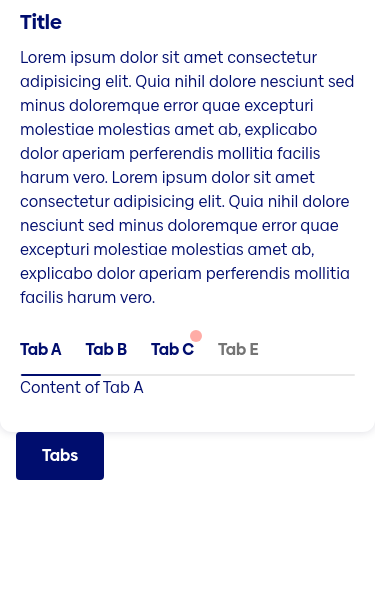 Title
Lorem ipsum dolor sit amet consectetur
adipisicing elit. Quia nihil dolore nesciunt sed
minus doloremque error quae excepturi
molestiae molestias amet ab, explicabo
dolor aperiam perferendis mollitia facilis
harum vero. Lorem ipsum dolor sit amet
consectetur adipisicing elit. Quia nihil dolore
nesciunt sed minus doloremque error quae
excepturi molestiae molestias amet ab,
explicabo dolor aperiam perferendis mollitia
facilis harum vero.
Tab A Tab B Tab C Tab E
Content of Tab A
Tabs